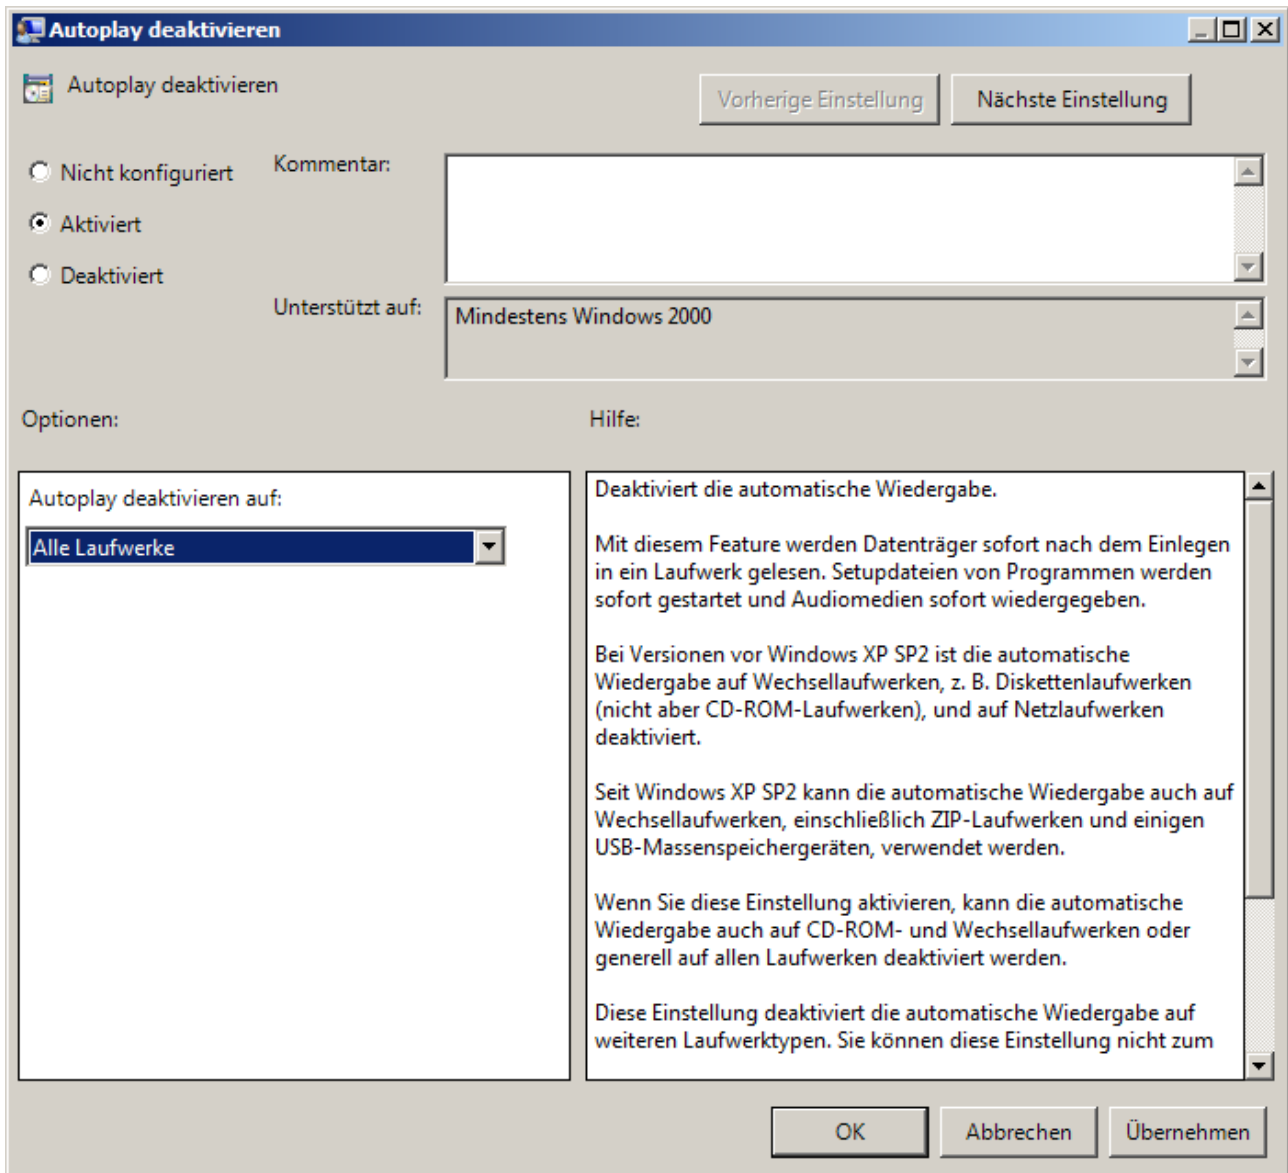 Autoplay deaktivieren
Autoplay deaktivieren
Vorherige Einstellung
Nächste Einstellung
Nicht konfiguriert
Aktiviert
Deaktiviert
Kommentar:
Unterstützt auf:
Mindestens Windows 2000
Optionen:
Hilfe:
Autoplay deaktivieren auf:
Alle Laufwerke
Deaktiviert die automatische Wiedergabe.
Mit diesem Feature werden Datenträger sofort nach dem Einlegen
in ein Laufwerk gelesen. Setupdateien von Programmen werden
sofort gestartet und Audiomedien sofort wiedergegeben.
Bei Versionen vor Windows XP SP2 ist die automatische
Wiedergabe auf Wechsellaufwerken, z. B. Diskettenlaufwerken
(nicht aber CD-ROM-Laufwerken), und auf Netzlaufwerken
deaktiviert.
Seit Windows XP SP2 kann die automatische Wiedergabe auch auf
Wechsellaufwerken, einschließlich ZIP-Laufwerken und einigen
USB-Massenspeichergeräten, verwendet werden.
Wenn Sie diese Einstellung aktivieren, kann die automatische
Wiedergabe auch auf CD-ROM- und Wechsellaufwerken oder
generell auf allen Laufwerken deaktiviert werden.
Diese Einstellung deaktiviert die automatische Wiedergabe auf
weiteren Laufwerktypen. Sie können diese Einstellung nicht zum
OK
Abbrechen
Übernehmen